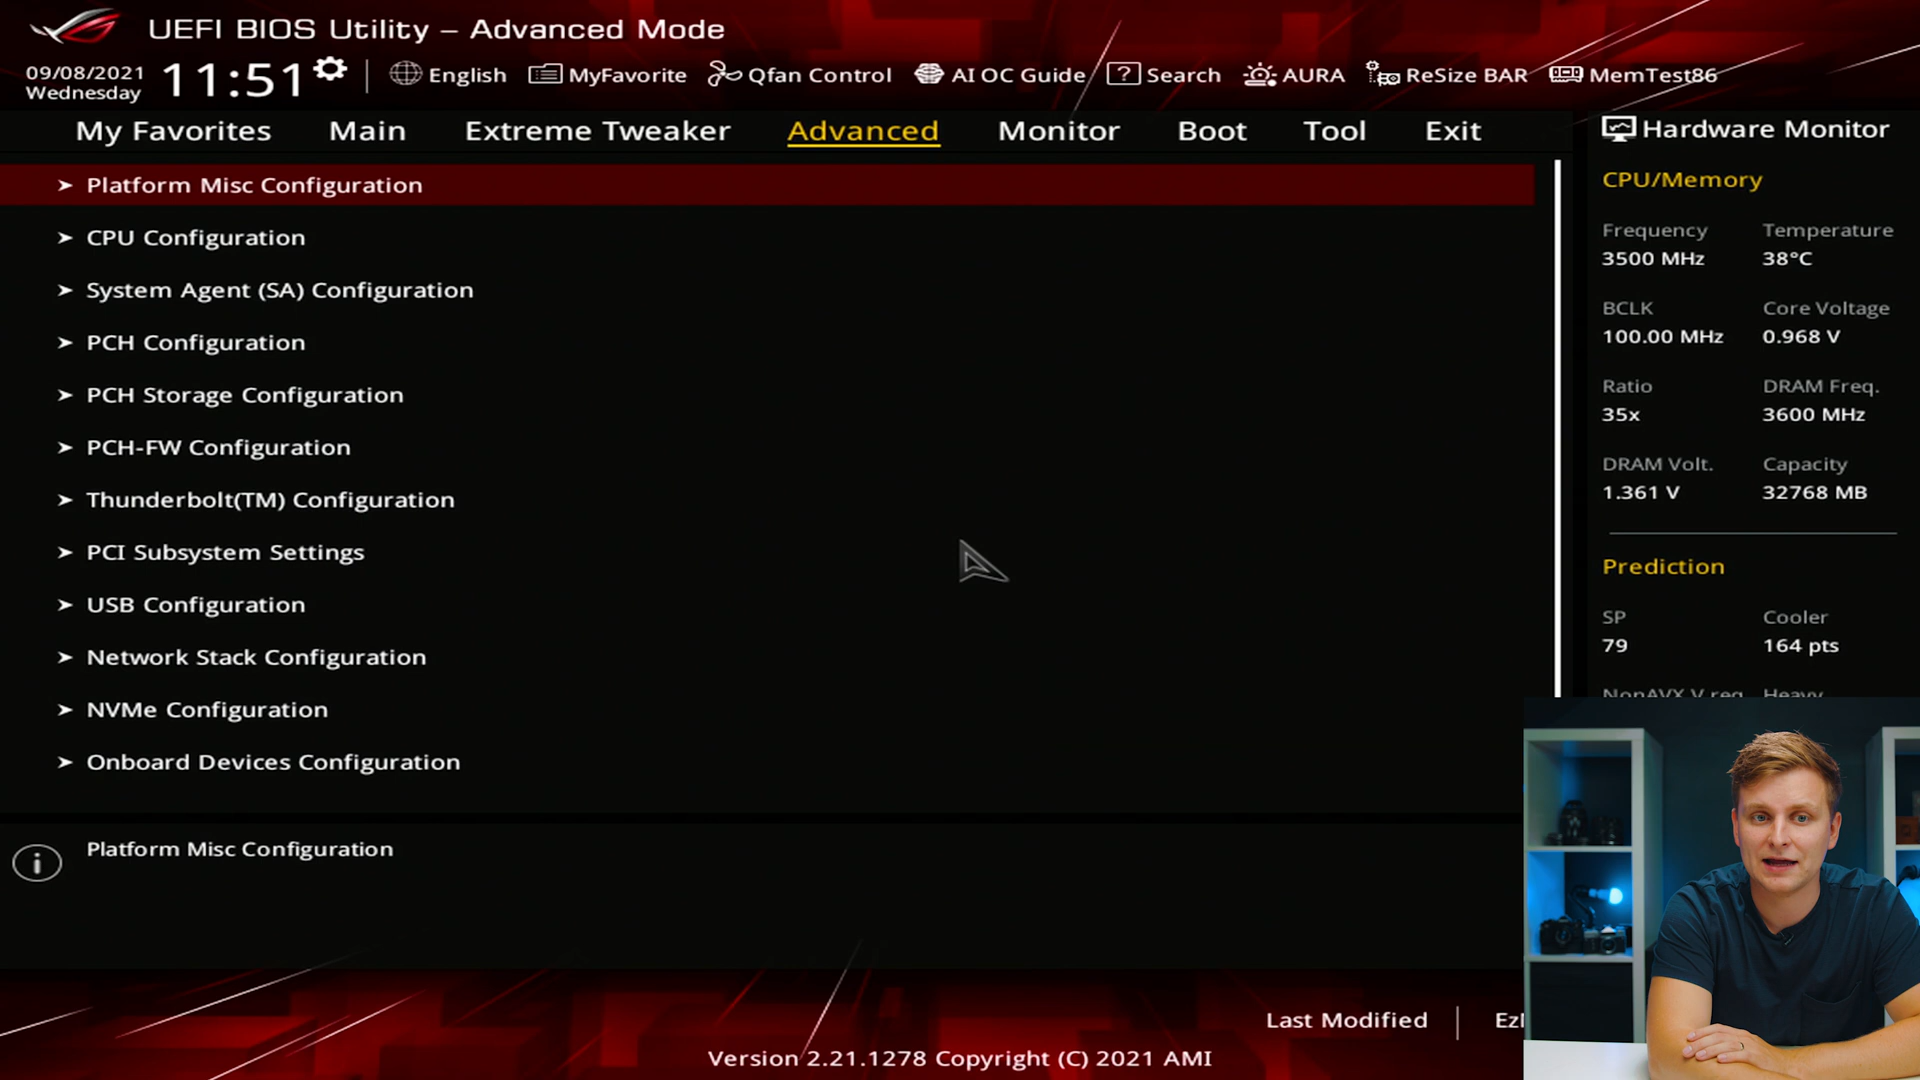 UEFI BIOS Utility – Advanced Mode
09/08/2021
Wednesday
11:51
English
MyFavorite
Qfan Control
AI OC Guide
Search
AURA
ReSize BAR
MemTest86
My Favorites
Main
Extreme Tweaker
Advanced
Monitor
Boot
Tool
Exit
Platform Misc Configuration
CPU Configuration
System Agent (SA) Configuration
PCH Configuration
PCH Storage Configuration
PCH-FW Configuration
Thunderbolt(TM) Configuration
PCI Subsystem Settings
USB Configuration
Network Stack Configuration
NVMe Configuration
Onboard Devices Configuration
Platform Misc Configuration
Hardware Monitor
CPU/Memory
Frequency Temperature
3500 MHz 38°C
BCLK Core Voltage
100.00 MHz 0.968 V
Ratio DRAM Freq.
35x 3600 MHz
DRAM Volt. Capacity
1.361 V 32768 MB
Prediction
SP Cooler
79 164 pts
NonAVX V req Heavy
Last Modified
Version 2.21.1278 Copyright (C) 2021 AMI